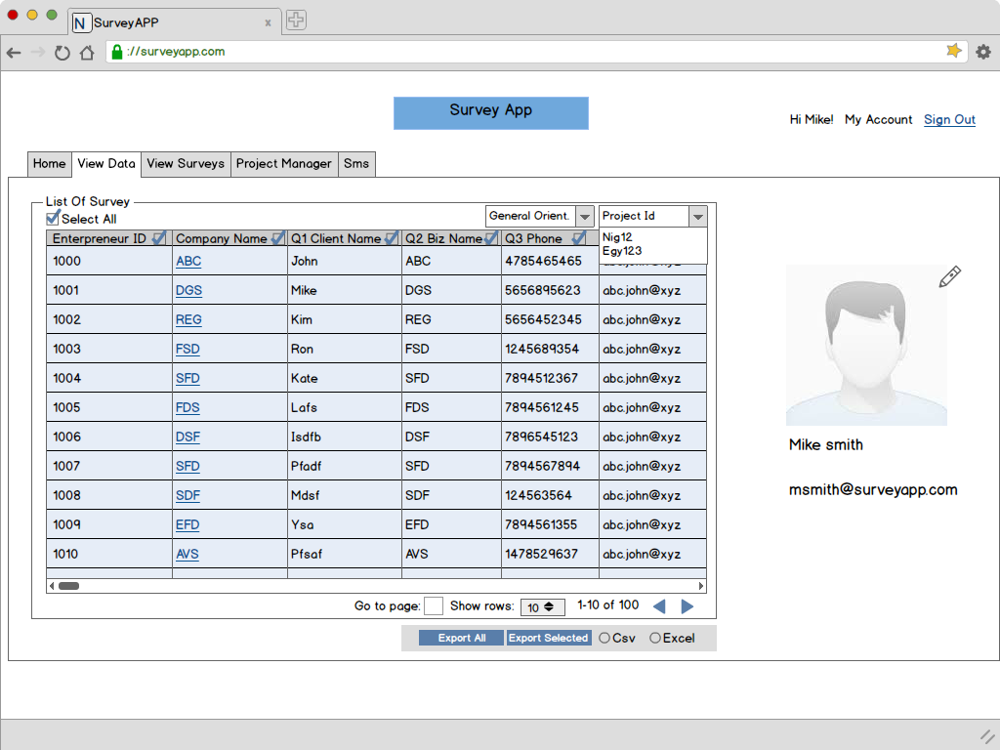 N SurveyAPP x
://surveyapp.com
Survey App
Hi Mike! My Account Sign Out
Home View Data View Surveys Project Manager Sms
List Of Survey
Select All General Orient. Project Id
Nig12
Egy123
Enterpreneur ID Company Name Q1 Client Name Q2 Biz Name Q3 Phone
1000 ABC John ABC 4785465465 abc.john@xyz
1001 DGS Mike DGS 5656895623 abc.john@xyz
1002 REG Kim REG 5656452345 abc.john@xyz
1003 FSD Ron FSD 1245689354 abc.john@xyz
1004 SFD Kate SFD 7894512367 abc.john@xyz
1005 FDS Lafs FDS 7894561245 abc.john@xyz
1006 DSF Isdfb DSF 7896545123 abc.john@xyz
1007 SFD Pfadf SFD 7894567894 abc.john@xyz
1008 SDF Mdsf SDF 124563564 abc.john@xyz
1009 EFD Ysa EFD 7894561355 abc.john@xyz
1010 AVS Pfsaf AVS 1478529637 abc.john@xyz
Go to page: Show rows: 10 1-10 of 100
Export All Export Selected Csv Excel
Mike smith
msmith@surveyapp.com